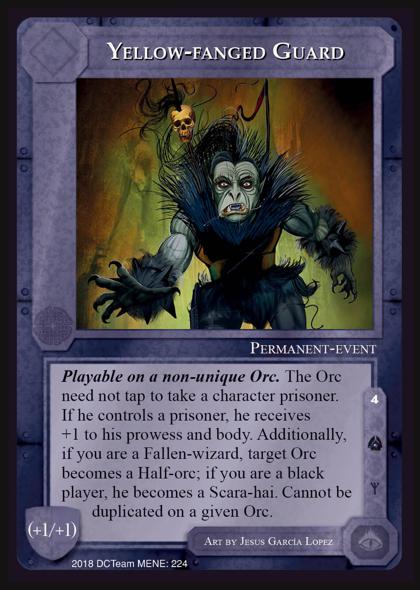 Yellow-fanged Guard
Permanent-event
Playable on a non-unique Orc. The Orc
need not tap to take a character prisoner.
If he controls a prisoner, he receives
+1 to his prowess and body. Additionally,
if you are a Fallen-wizard, target Orc
becomes a Half-orc; if you are a black
player, he becomes a Scara-hai. Cannot be
duplicated on a given Orc.
4
(+1/+1)
Art by Jesus García Lopez
2018 DCTeam MENE: 224